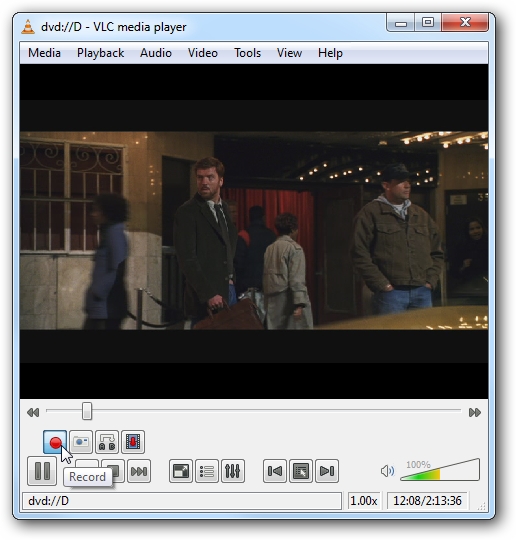 dvd://D - VLC media player
Media Playback Audio Video Tools View Help
100%
Record
dvd://D 1.00x 12:08/2:13:36